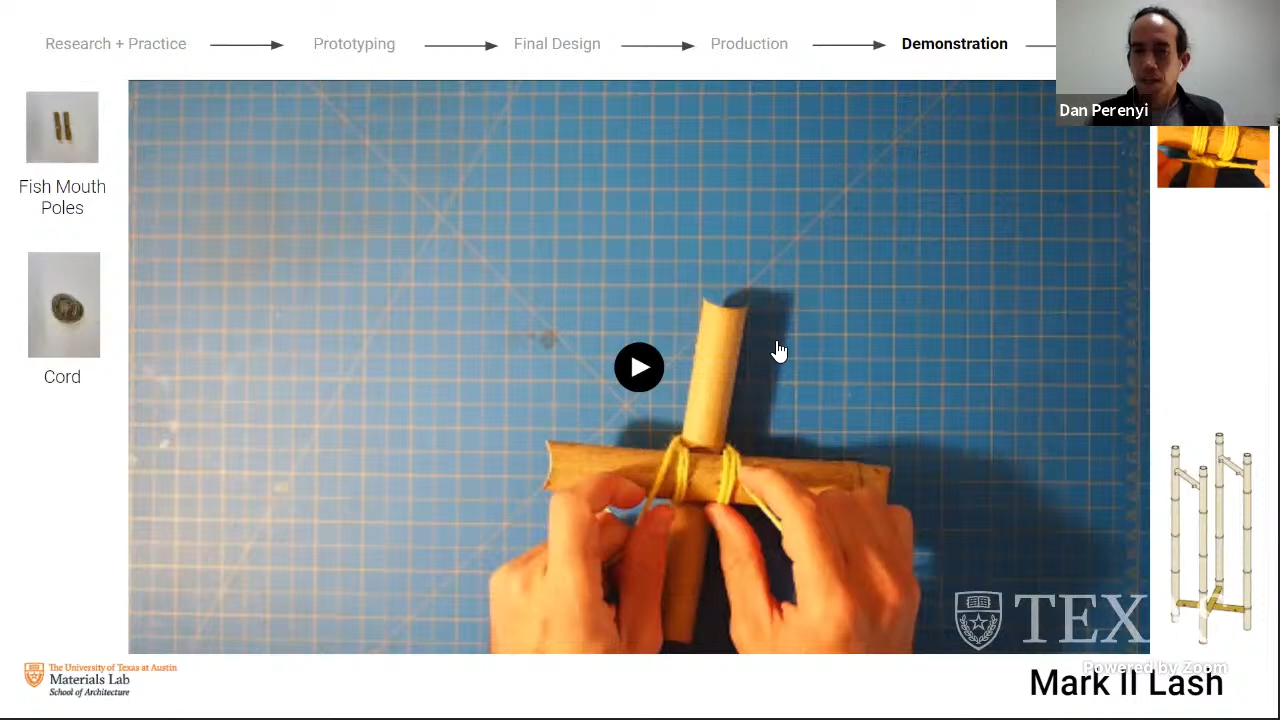 Research + Practice
Prototyping
Final Design
Production
Demonstration
Dan Perenyi
Fish Mouth
Poles
Cord
TEX
The University of Texas at Austin
Materials Lab
School of Architecture
Powered by Zoom
Mark II Lash